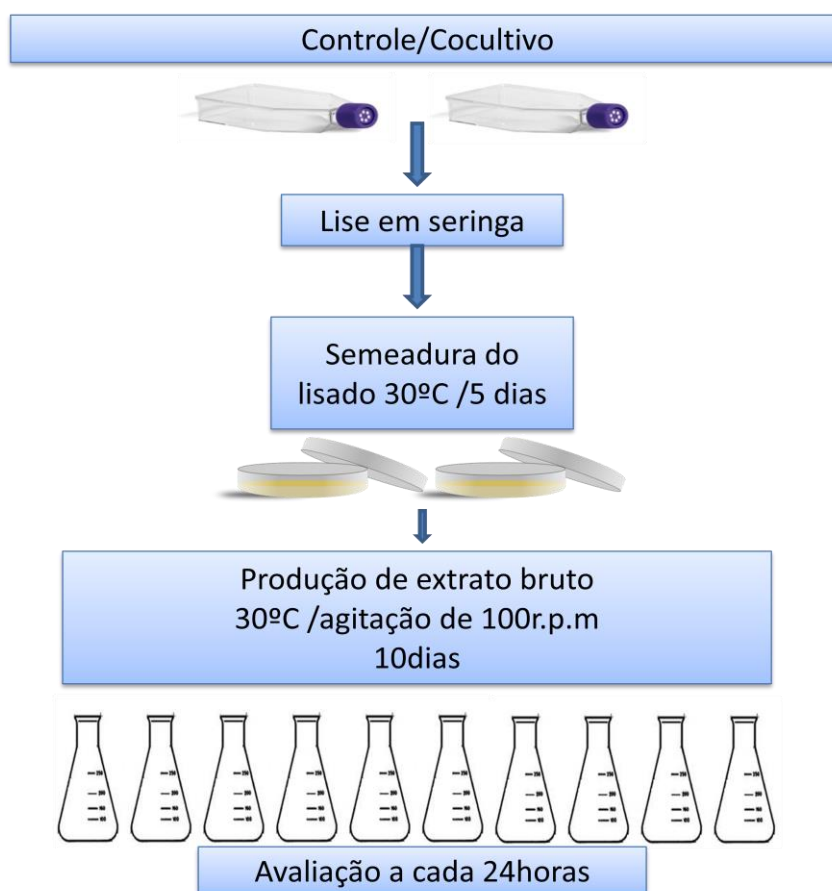 Controle/Cocultivo
Lise em seringa
Semeadura do
lisado 30ºC /5 dias
Produção de extrato bruto
30ºC /agitação de 100r.p.m
10dias
Avaliação a cada 24horas